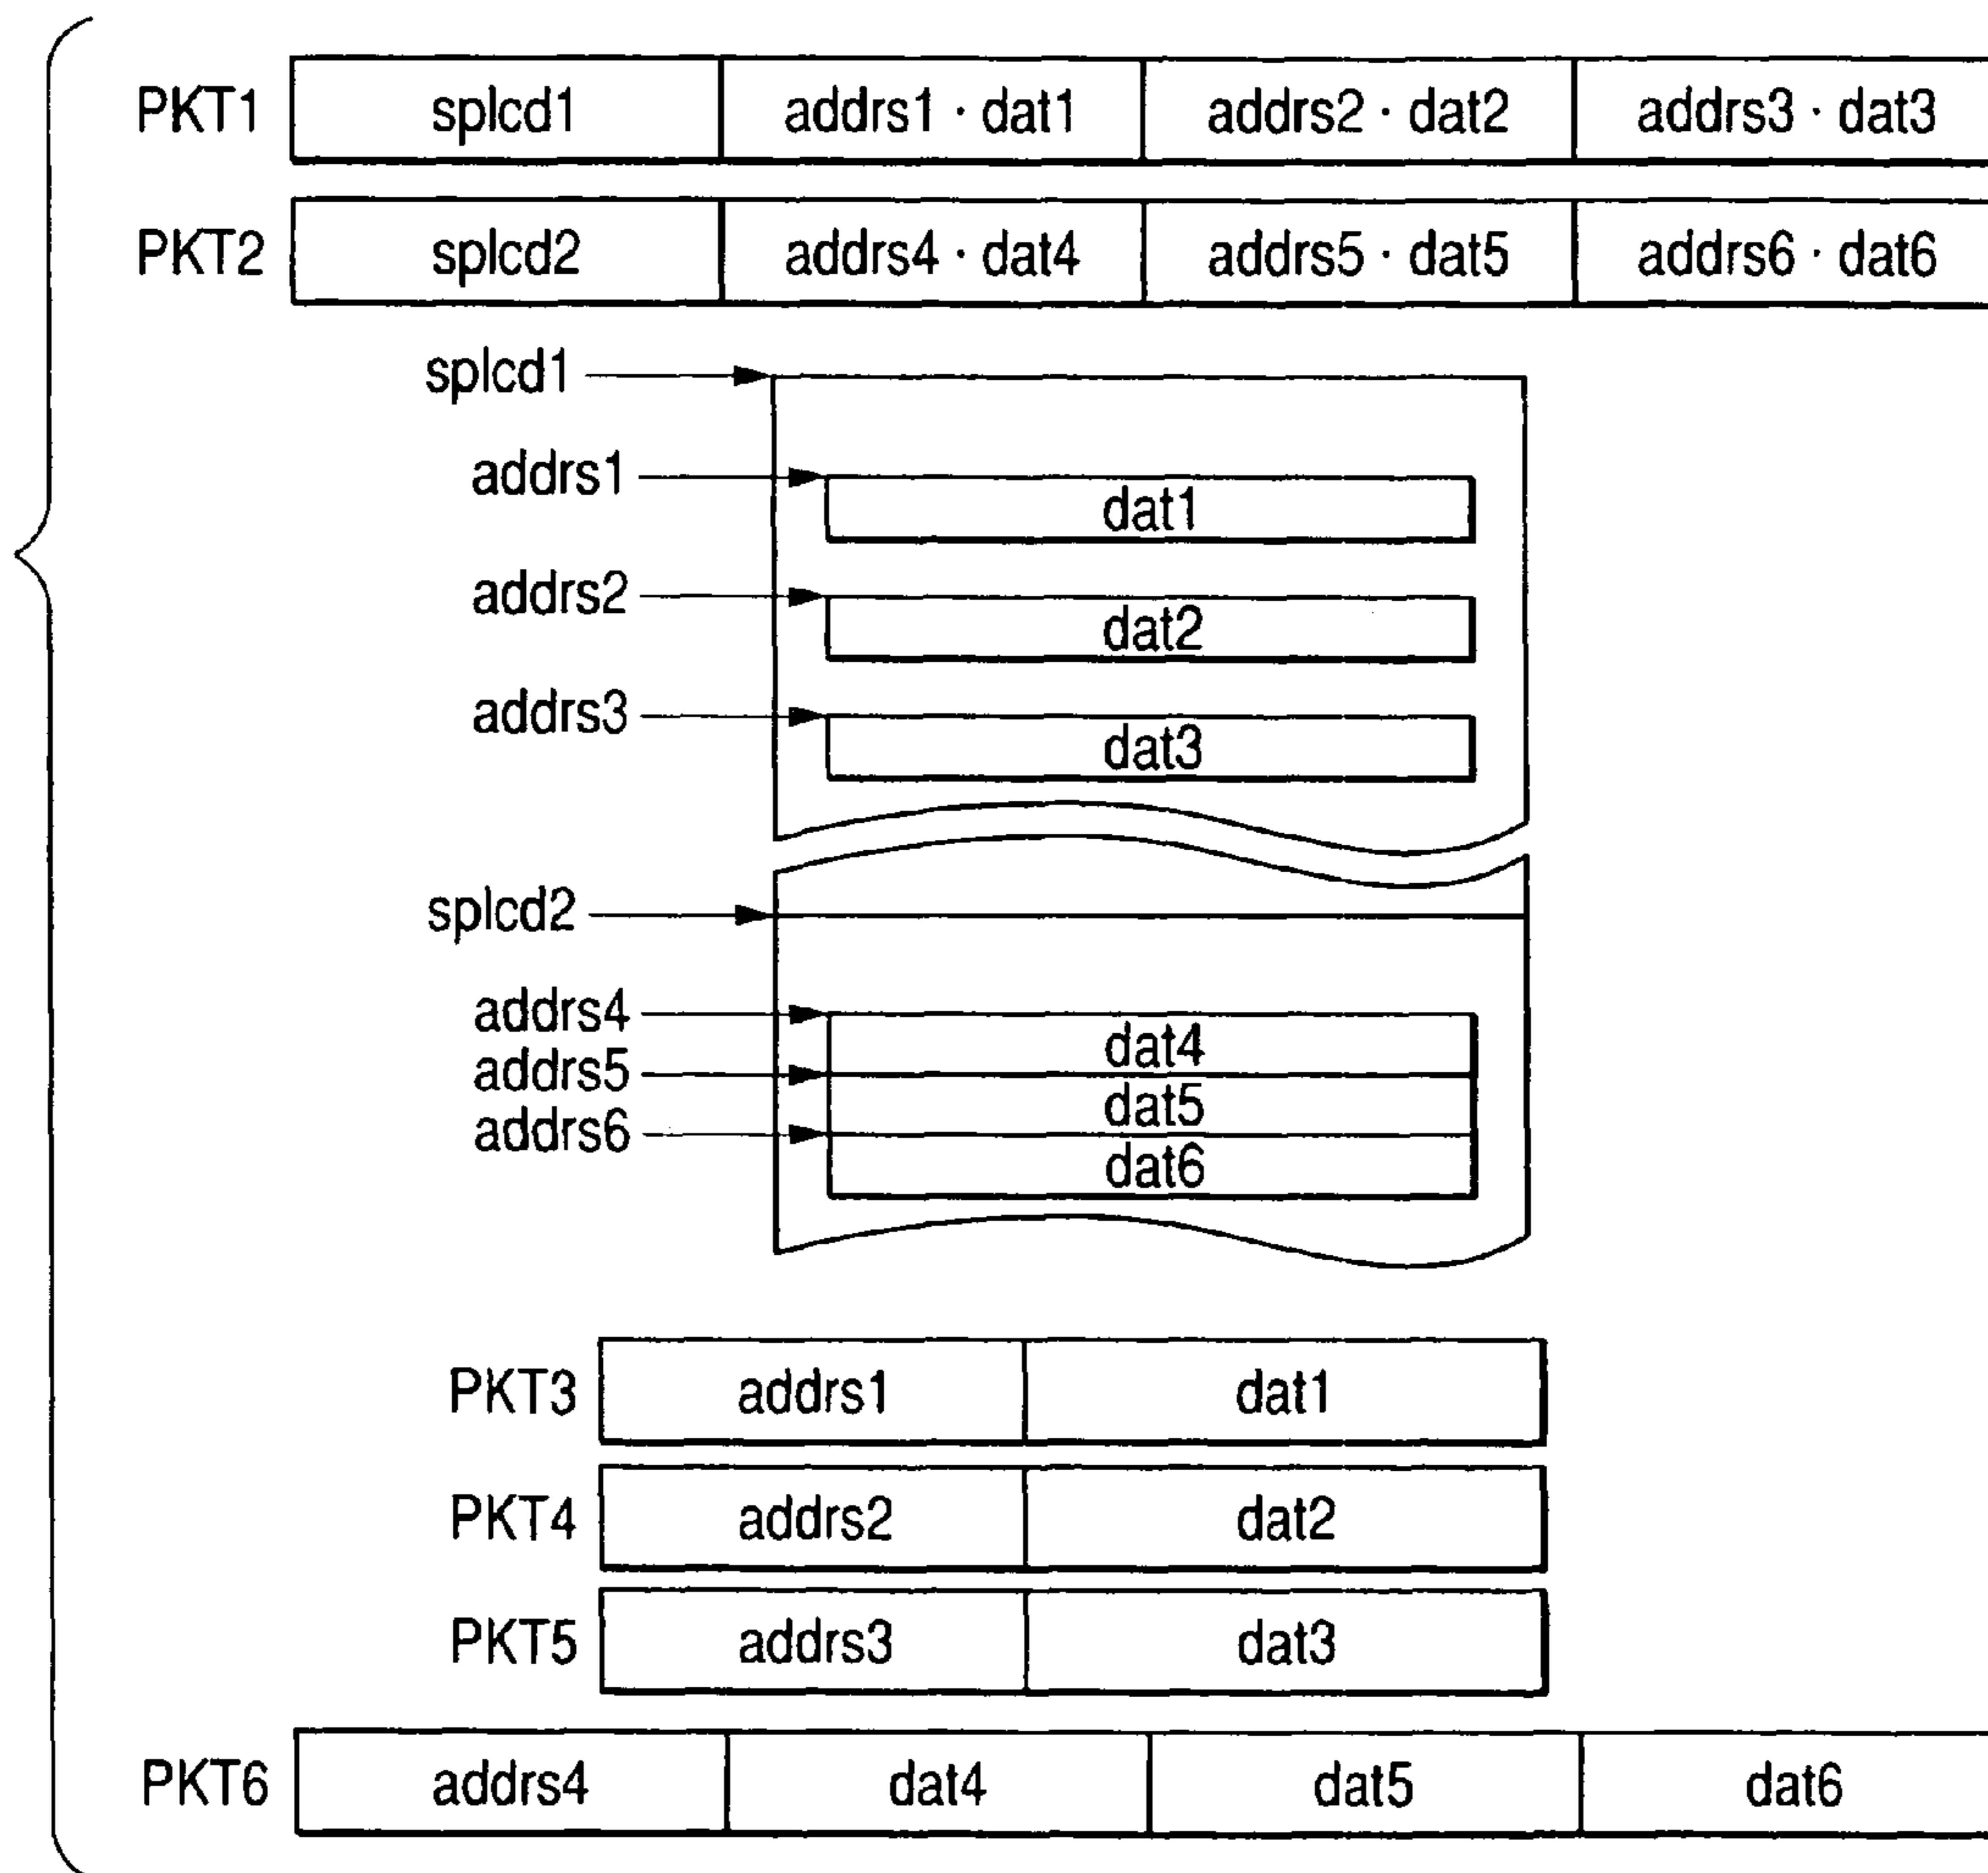 PKT1 splcd1 addrs1 · dat1 addrs2 · dat2 addrs3 · dat3
PKT2 splcd2 addrs4 · dat4 addrs5 · dat5 addrs6 · dat6
splcd1
addrs1 dat1
addrs2 dat2
addrs3 dat3
splcd2
addrs4 dat4
addrs5 dat5
addrs6 dat6
PKT3 addrs1 dat1
PKT4 addrs2 dat2
PKT5 addrs3 dat3
PKT6 addrs4 dat4 dat5 dat6